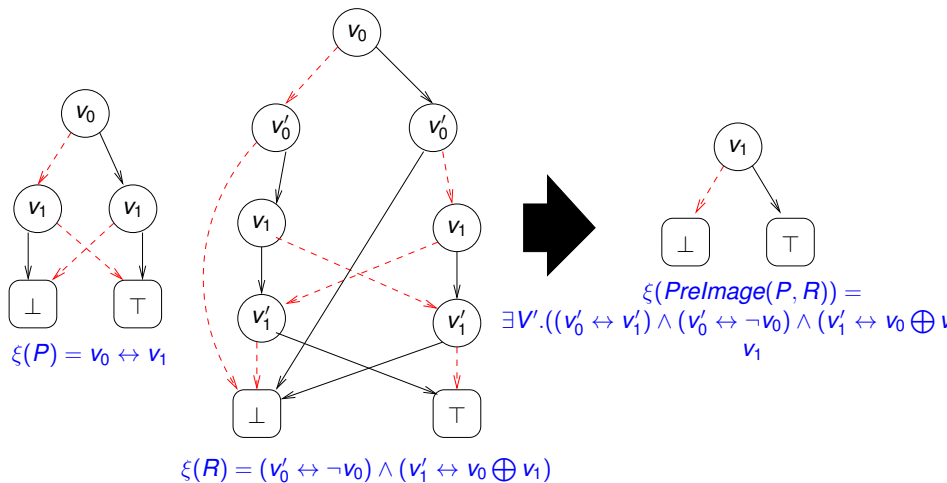 v₀
v₁ v₁
⊥ ⊤
ξ(P) = v₀ ↔ v₁
v₀
v₀′ v₀′
v₁ v₁
v₁′ v₁′
⊥ ⊤
ξ(R) = (v₀′ ↔ ¬v₀) ∧ (v₁′ ↔ v₀ ⨁ v₁)
v₁
⊥ ⊤
ξ(PreImage(P, R)) =
∃V′.((v₀′ ↔ v₁′) ∧ (v₀′ ↔ ¬v₀) ∧ (v₁′ ↔ v₀ ⨁
v₁